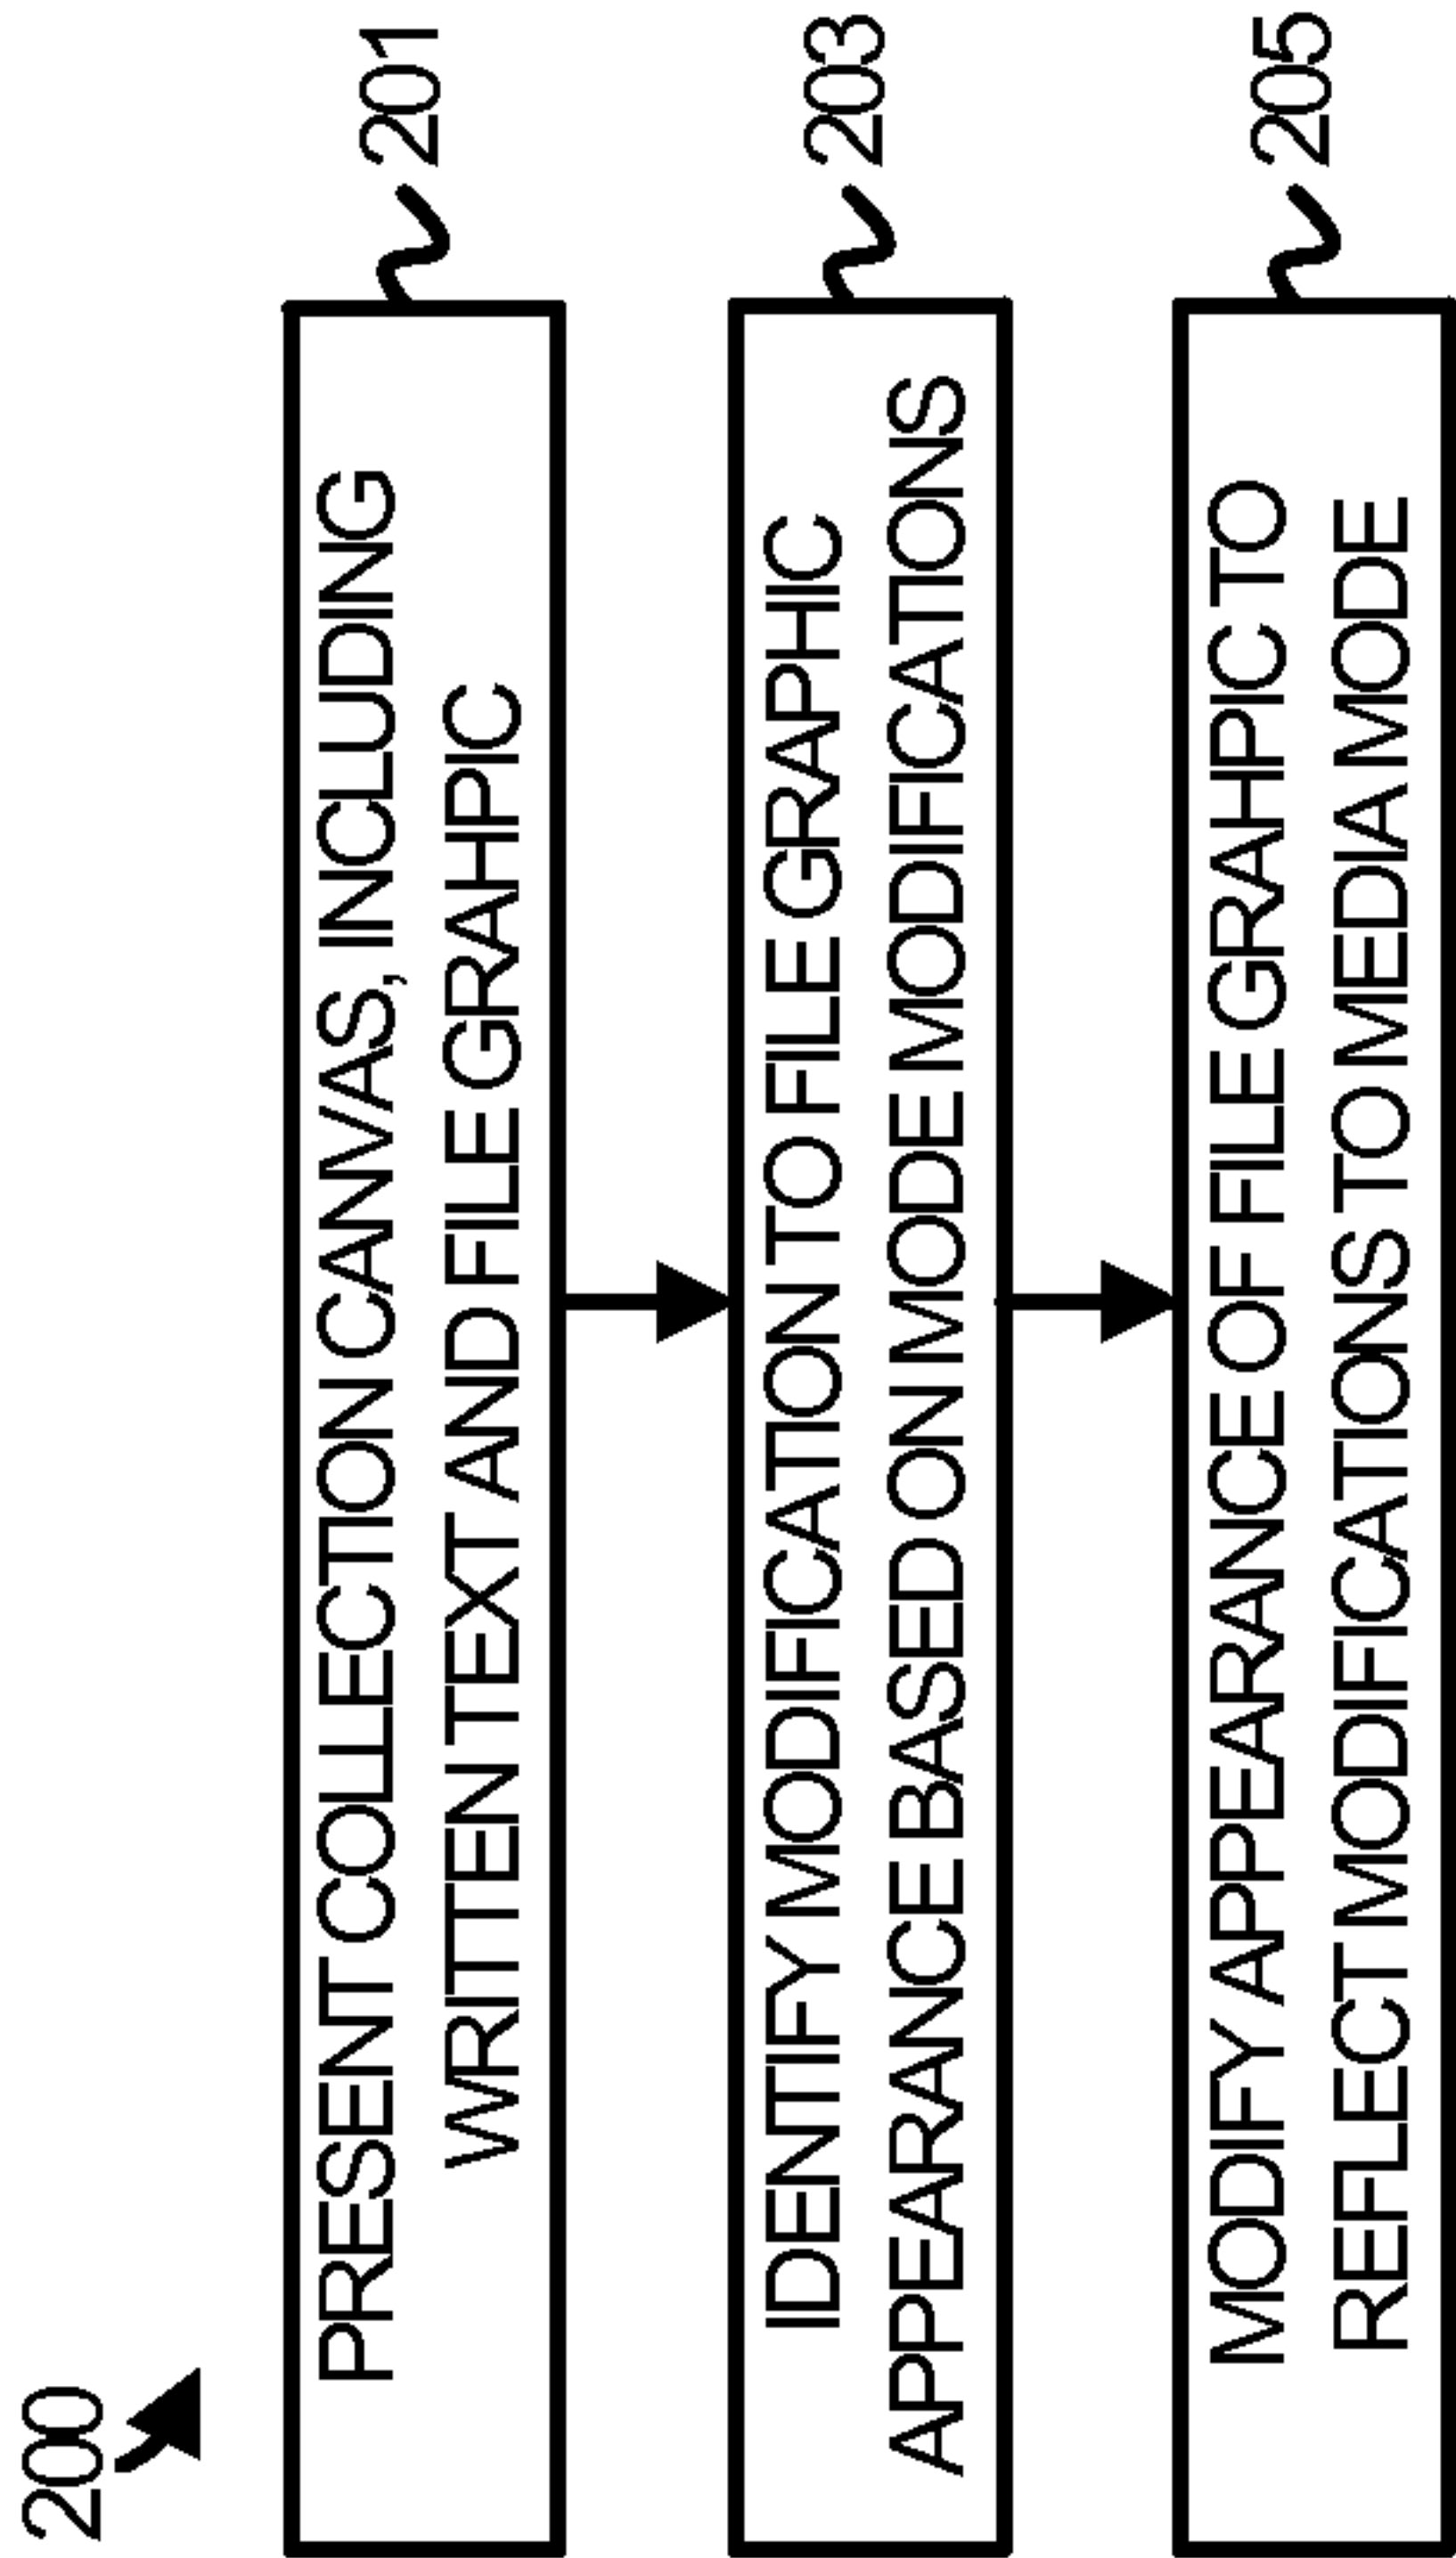 200
PRESENT COLLECTION CANVAS, INCLUDING
WRITTEN TEXT AND FILE GRAHPIC
201
IDENTIFY MODIFICATION TO FILE GRAPHIC
APPEARANCE BASED ON MODE MODIFICATIONS
203
MODIFY APPEARANCE OF FILE GRAHPIC TO
REFLECT MODIFICATIONS TO MEDIA MODE
205